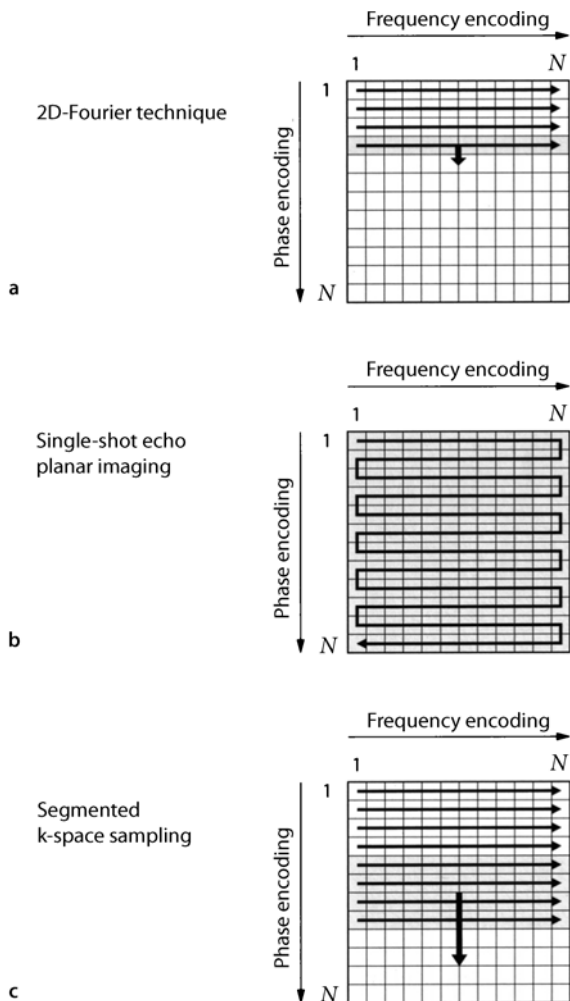 Frequency encoding
1 N
2D-Fourier technique
1
Phase encoding
N
a
Frequency encoding
1 N
Single-shot echo
planar imaging
1
Phase encoding
N
b
Frequency encoding
1 N
Segmented
k-space sampling
1
Phase encoding
N
c